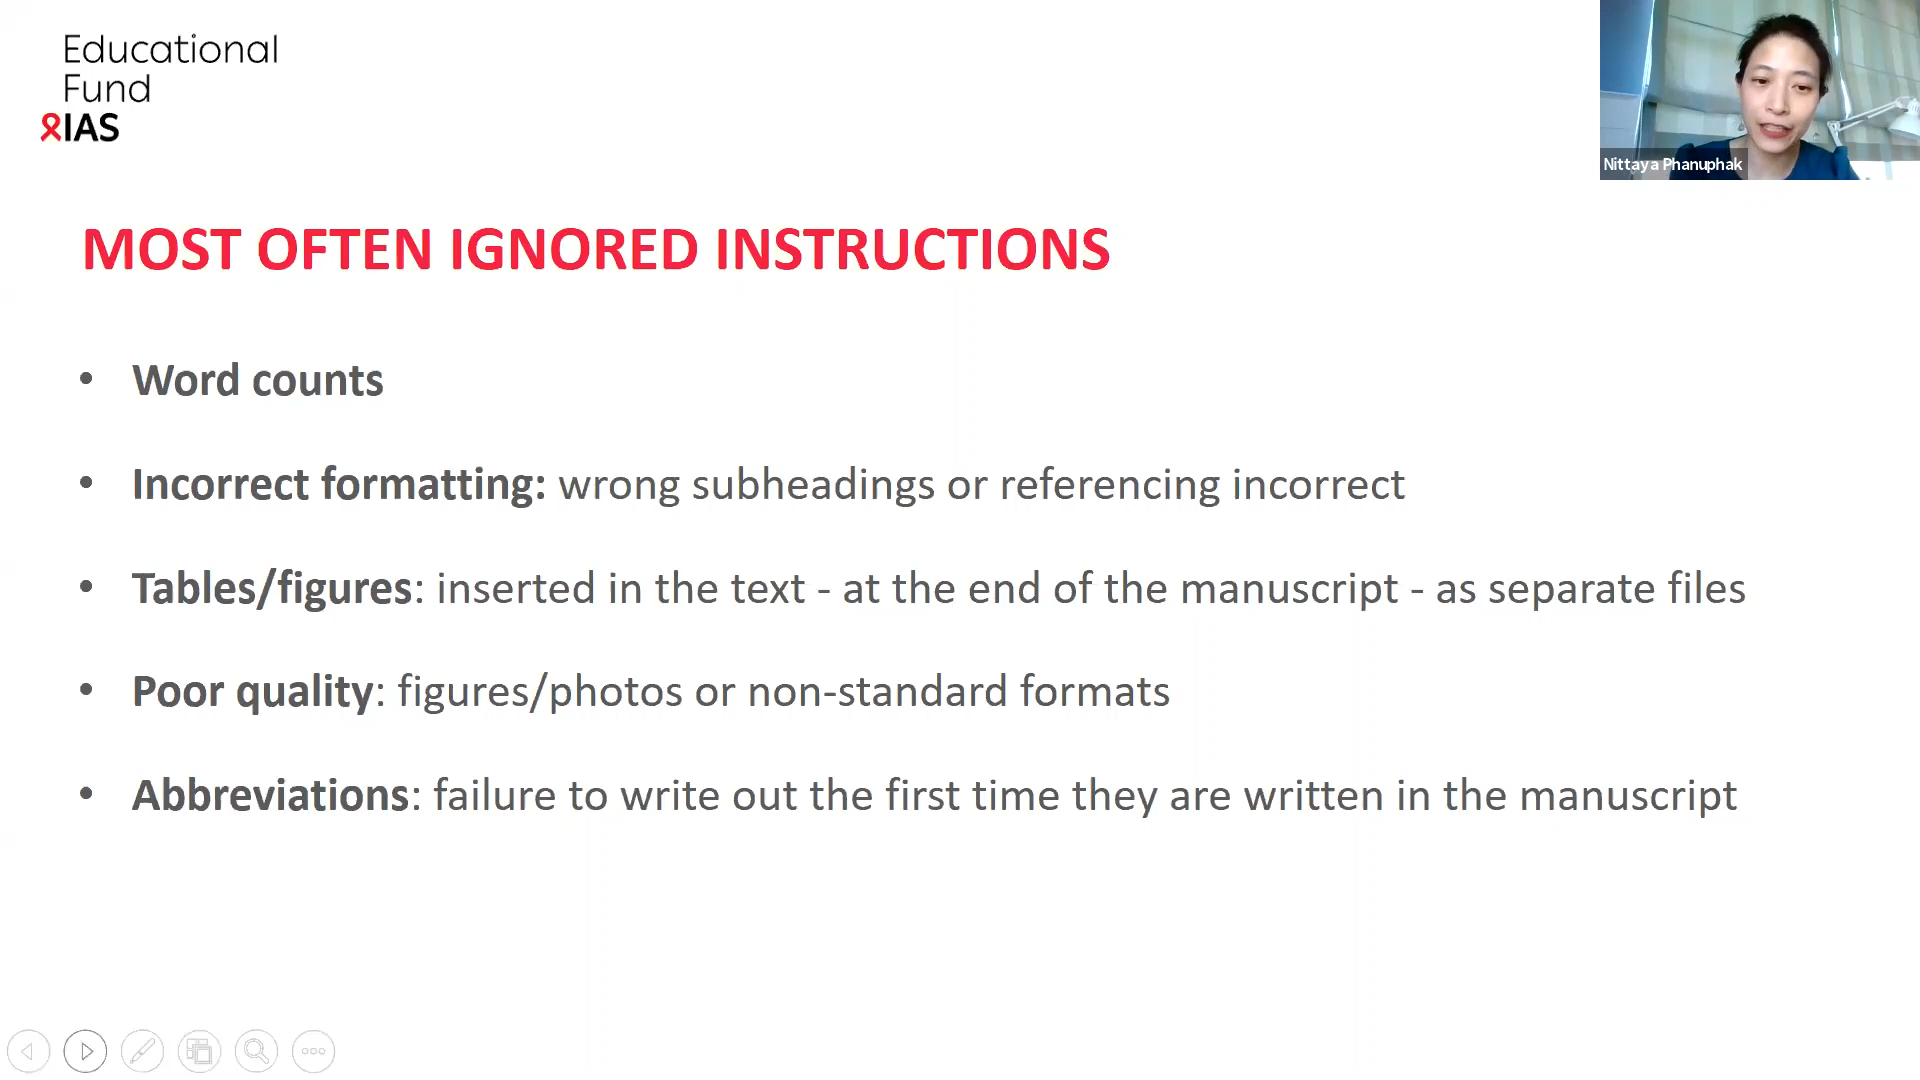 Educational
Fund
IAS
Nittaya Phanuphak
MOST OFTEN IGNORED INSTRUCTIONS
• Word counts
• Incorrect formatting: wrong subheadings or referencing incorrect
• Tables/figures: inserted in the text - at the end of the manuscript - as separate files
• Poor quality: figures/photos or non-standard formats
• Abbreviations: failure to write out the first time they are written in the manuscript